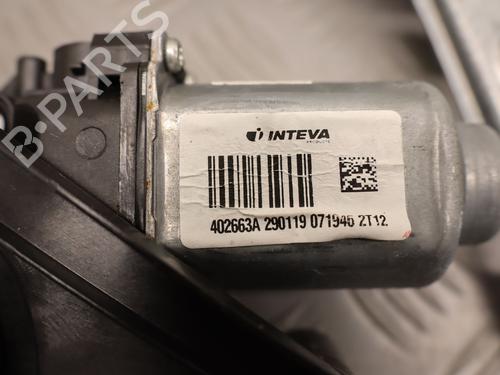 B-PARTS
INTEVA
PRODUCTS
402663A 290119 071946 2T12